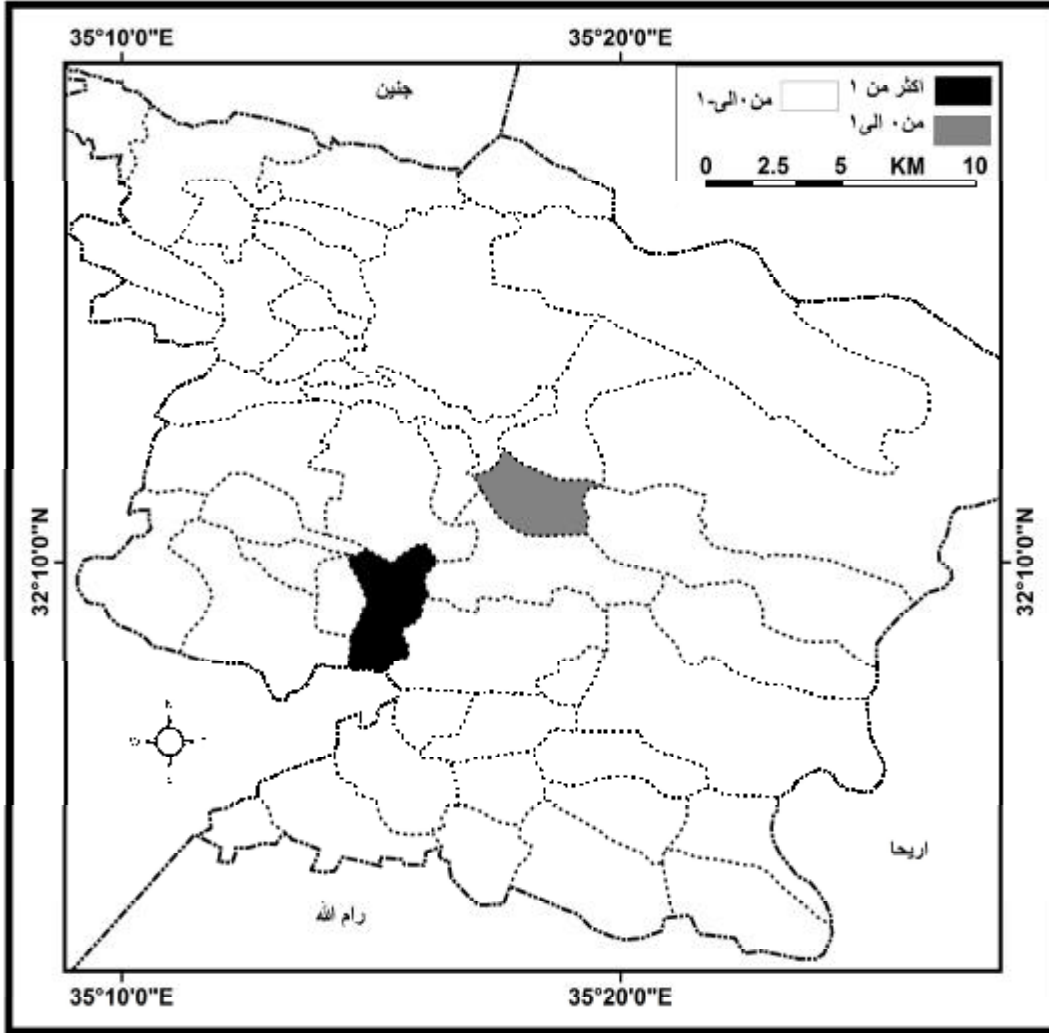 35°10'0"E 35°20'0"E
جنين
اكثر من ١ من ٠ الى -١
من ٠ الى ١
0 2.5 5 KM 10
32°10'0"N 32°10'0"N
اريحا
رام الله
35°10'0"E 35°20'0"E